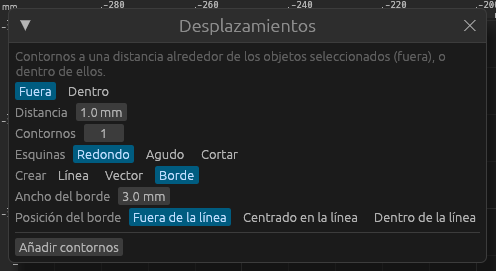 mm -280 -260 -240 -220 -200
Desplazamientos
Contornos a una distancia alrededor de los objetos seleccionados (fuera), o
dentro de ellos.
Fuera Dentro
Distancia 1.0 mm
Contornos 1
Esquinas Redondo Agudo Cortar
Crear Línea Vector Borde
Ancho del borde 3.0 mm
Posición del borde Fuera de la línea Centrado en la línea Dentro de la línea
Añadir contornos